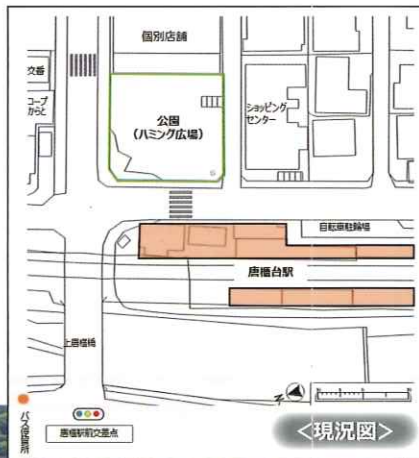 個別店舗
交番
コープ
からと
公園
(ハミング広場)
ショッピング
センター
自転車駐輪場
唐櫃台駅
上唐櫃橋
N
バス停留所
唐櫃駅前交差点
<現況図>